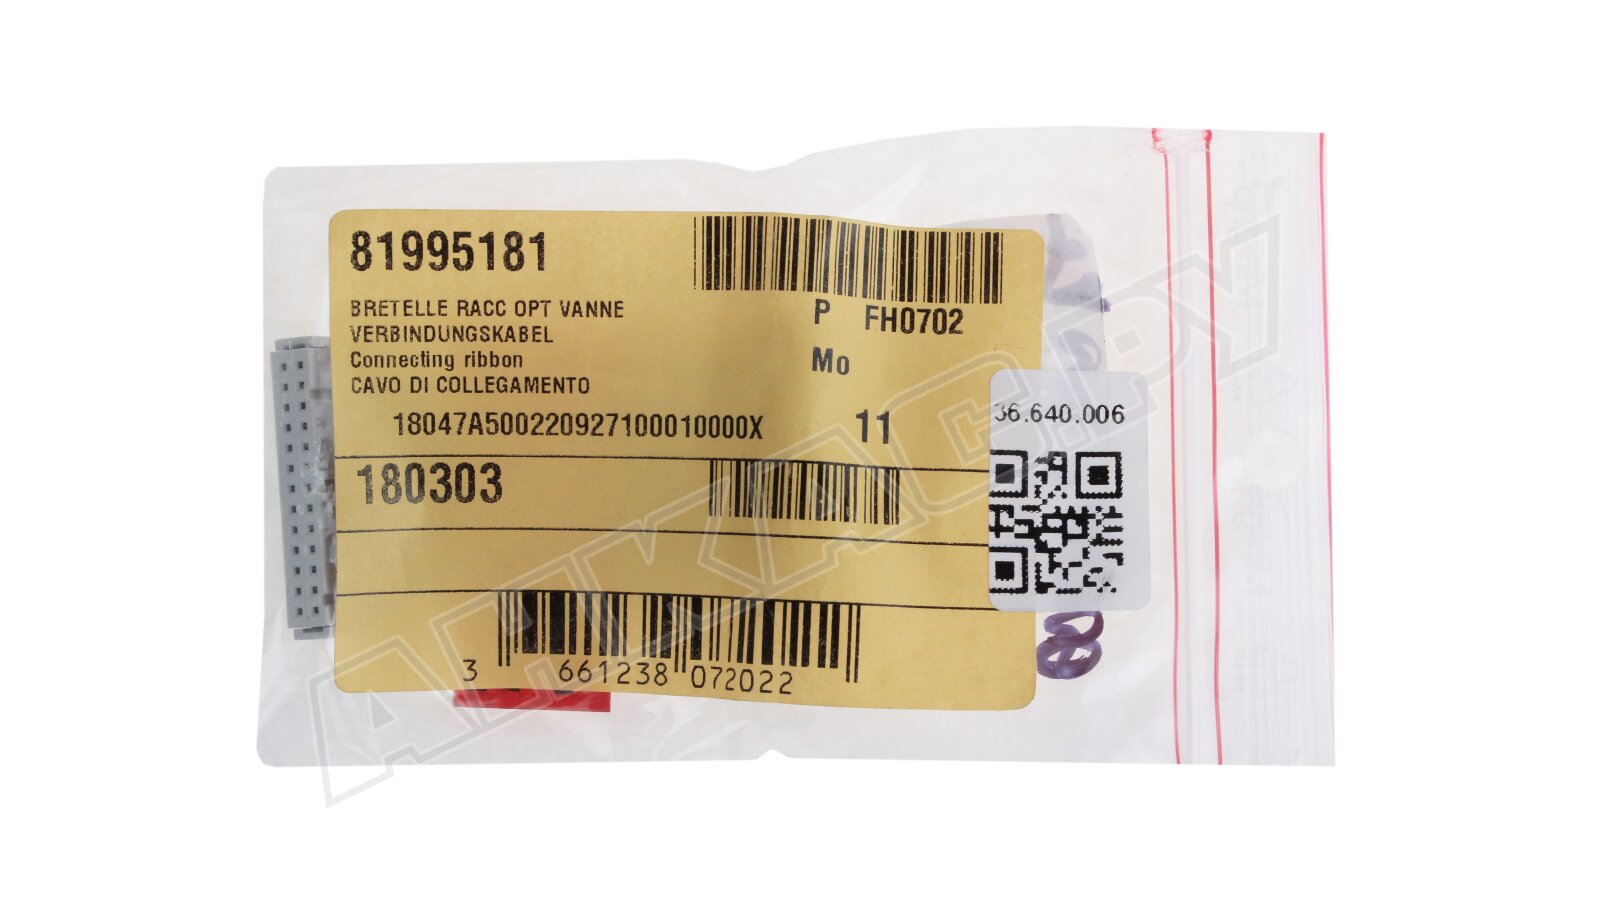 81995181
BRETELLE RACC OPT VANNE
VERBINDUNGSKABEL
Connecting ribbon
CAVO DI COLLEGAMENTO
P FH0702
Mo
18047A500220927100010000X 11
36.640.006
180303
3 661238 072022